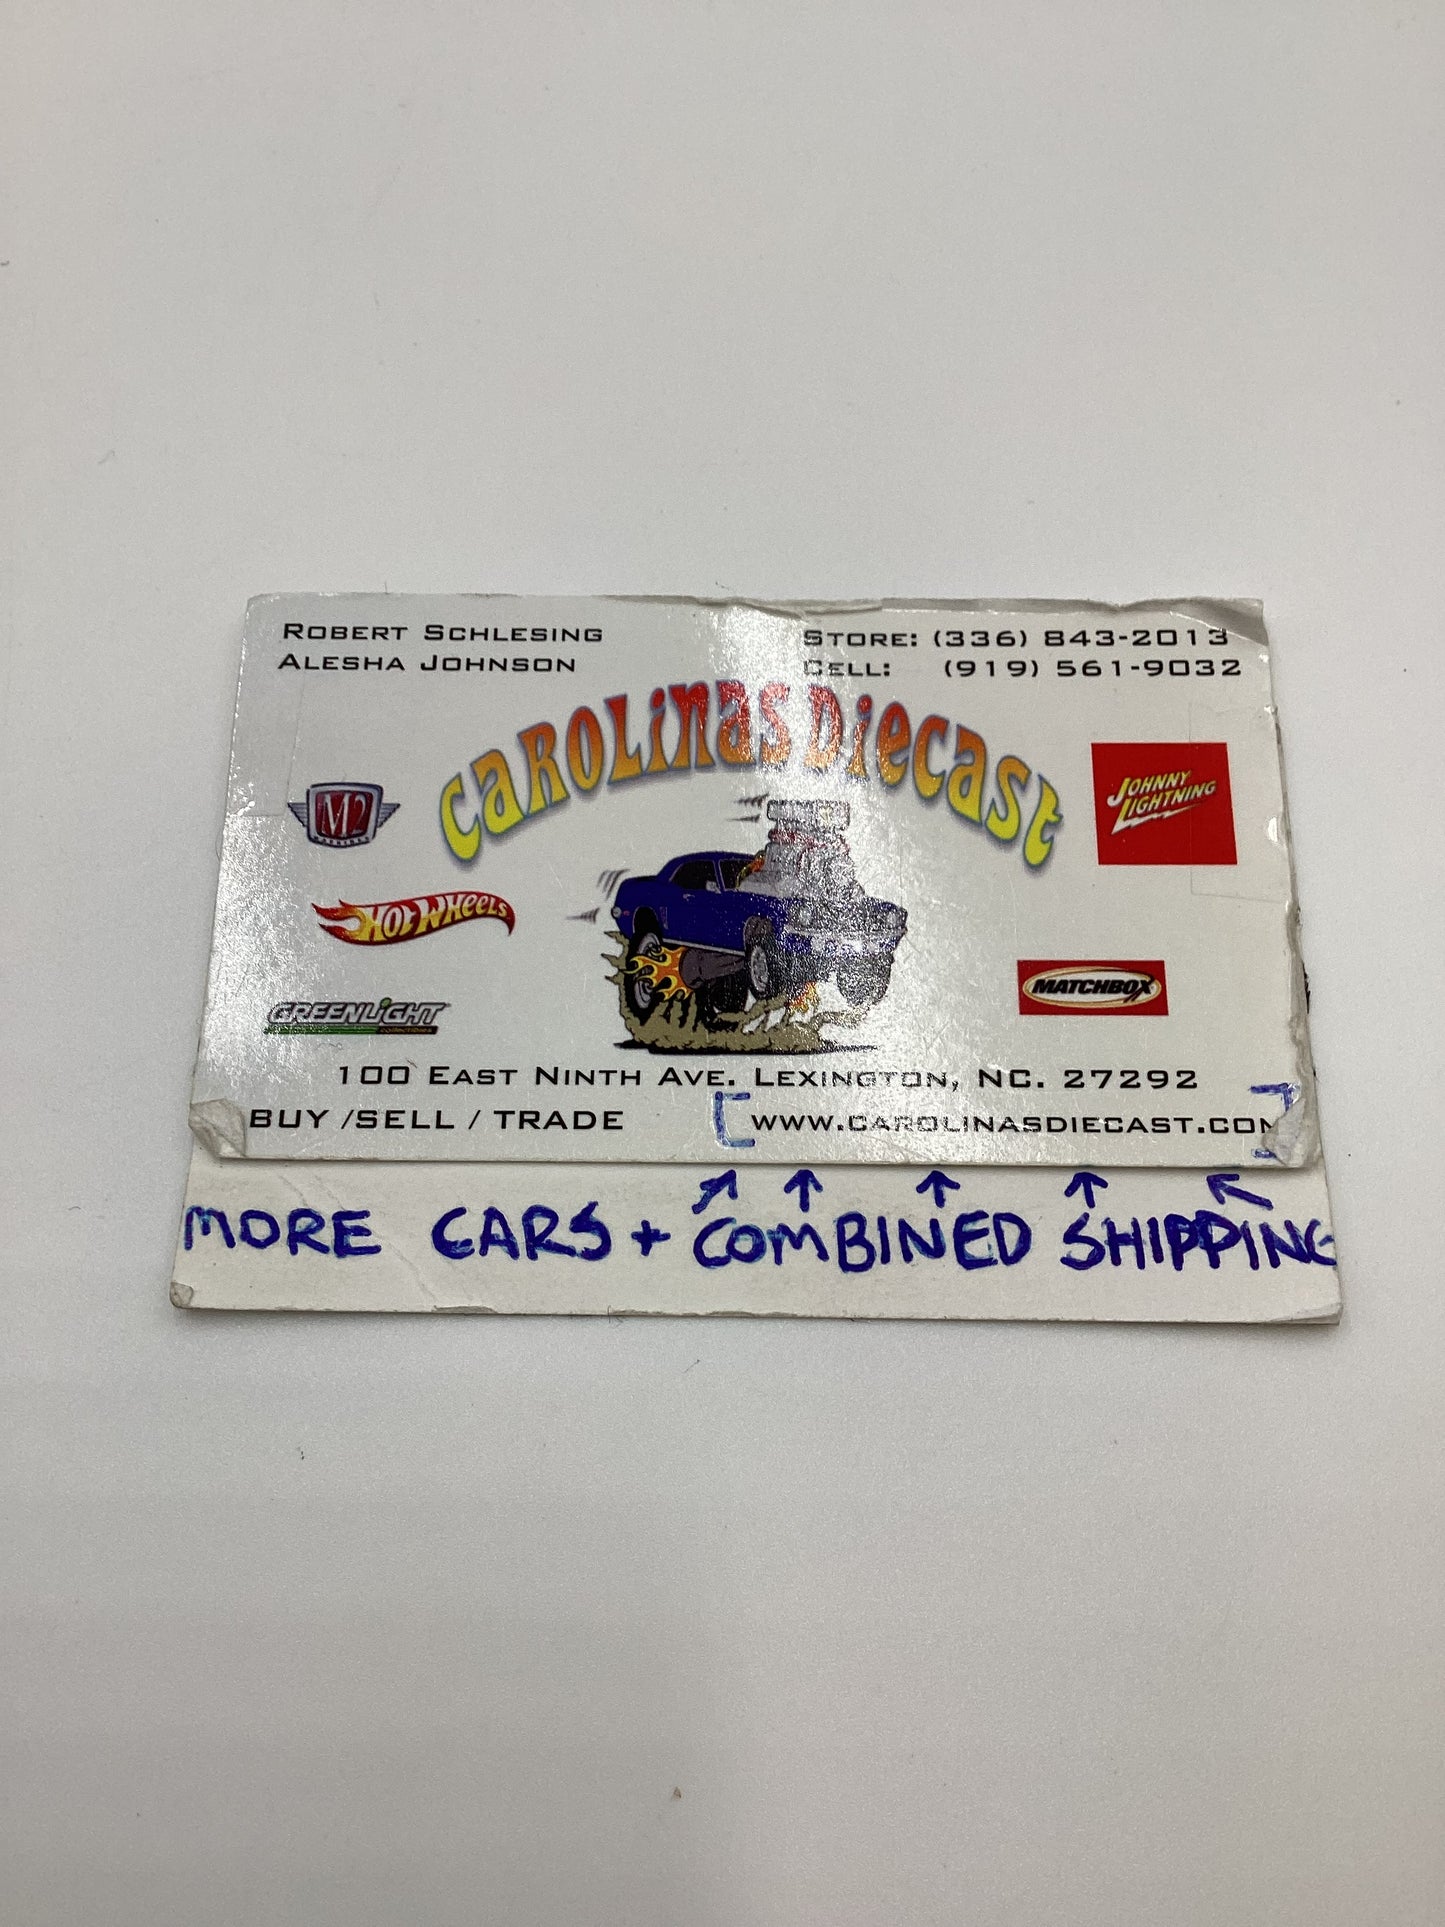 ROBERT SCHLESING
ALESHA JOHNSON
STORE: (336) 843-2013
CELL: (919) 561-9032
CAROLINAS DIECAST
M2
MACHINES
JOHNNY
LIGHTNING
HOT WHEELS
MATCHBOX
GREENLIGHT
collectibles
100 EAST NINTH AVE. LEXINGTON, NC. 27292
BUY /SELL / TRADE
[WWW.CAROLINASDIECAST.COM]
MORE CARS + COMBINED SHIPPING